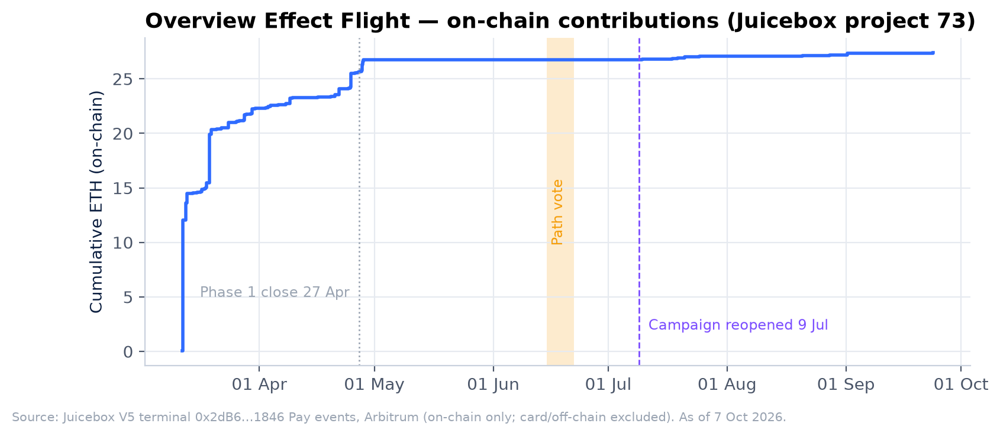 Overview Effect Flight — on-chain contributions (Juicebox project 73)
Cumulative ETH (on-chain)
25
20
15
10
5
0
Phase 1 close 27 Apr
Path vote
Campaign reopened 9 Jul
01 Apr
01 May
01 Jun
01 Jul
01 Aug
01 Sep
01 Oct
Source: Juicebox V5 terminal 0x2dB6...1846 Pay events, Arbitrum (on-chain only; card/off-chain excluded). As of 7 Oct 2026.